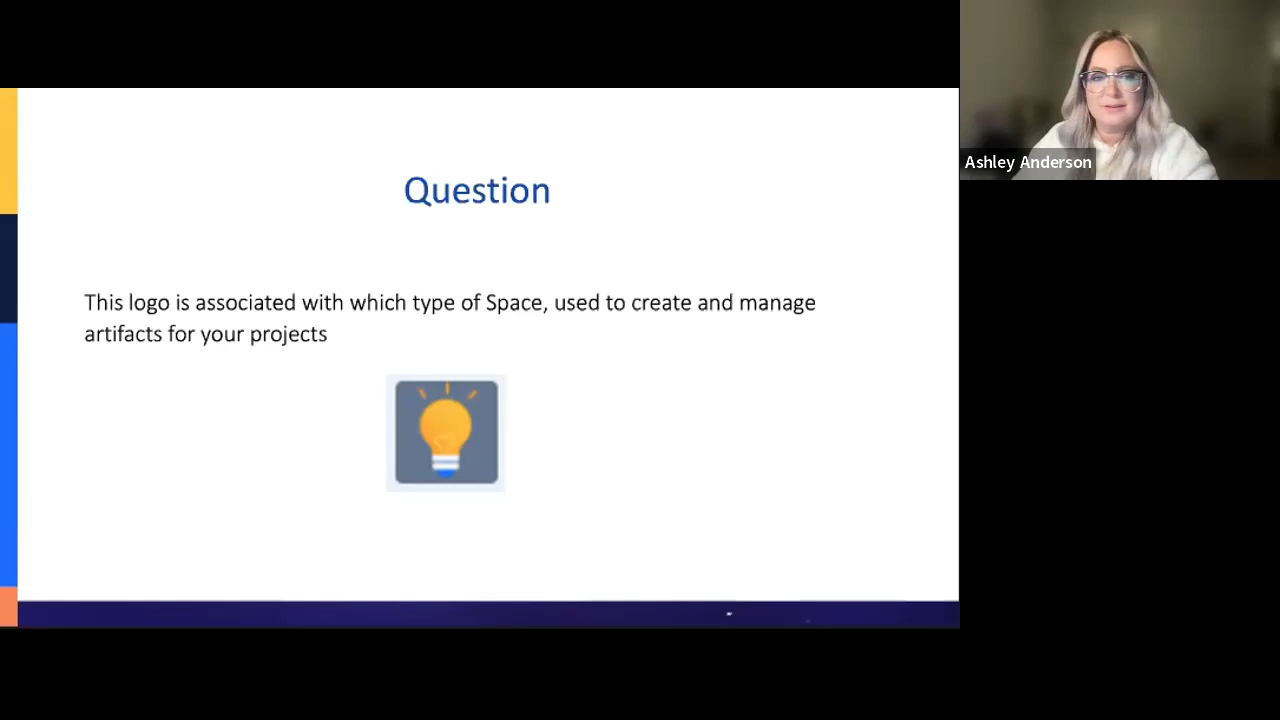 Question
This logo is associated with which type of Space, used to create and manage
artifacts for your projects
Ashley Anderson